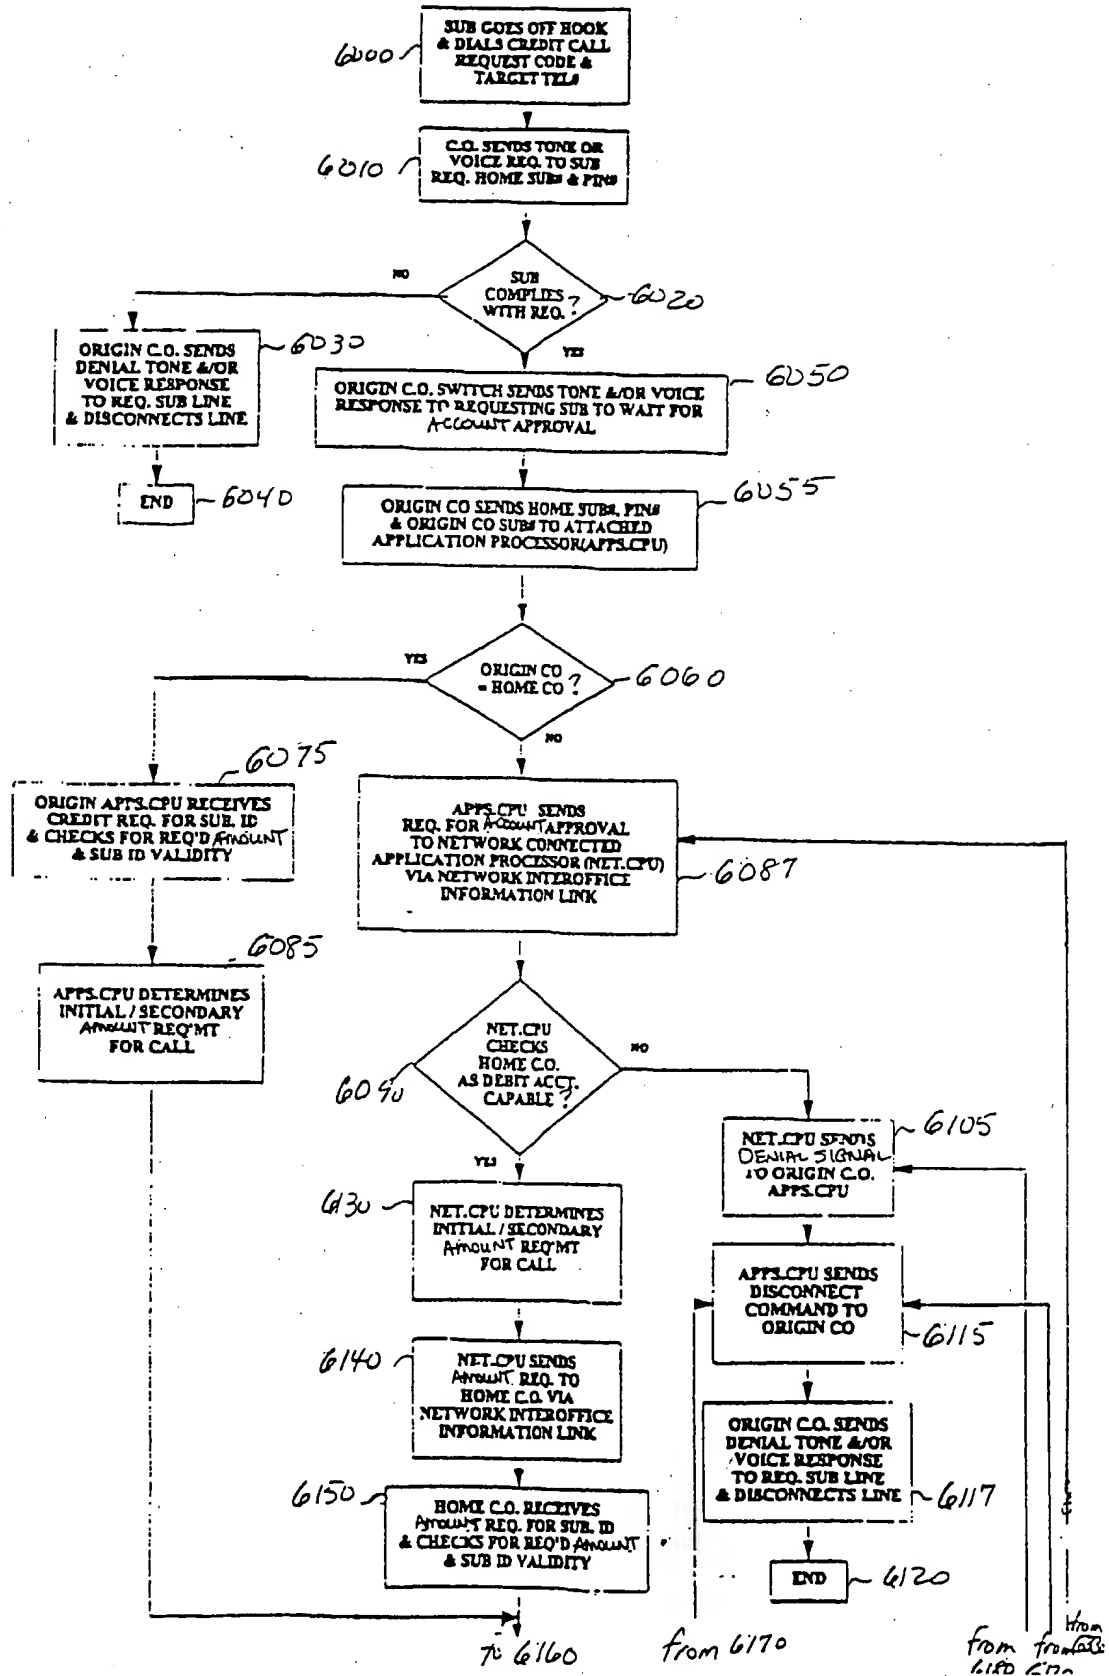 SUB GOES OFF HOOK
& DIALS CREDIT CALL
REQUEST CODE &
TARGET TEL#
6000
C.O. SENDS TONE OR
VOICE REQ. TO SUB
REQ. HOME SUB# & PIN#
6010
SUB
COMPLIES
WITH REQ.?
6020
NO
YES
ORIGIN C.O. SENDS
DENIAL TONE &/OR
VOICE RESPONSE
TO REQ. SUB LINE
& DISCONNECTS LINE
6030
END
6040
ORIGIN C.O. SWITCH SENDS TONE &/OR VOICE
RESPONSE TO REQUESTING SUB TO WAIT FOR
ACCOUNT APPROVAL
6050
ORIGIN CO SENDS HOME SUB#, PIN#
& ORIGIN CO SUB# TO ATTACHED
APPLICATION PROCESSOR(APPS.CPU)
6055
ORIGIN CO
= HOME CO ?
6060
YES
NO
ORIGIN APPS.CPU RECEIVES
CREDIT REQ. FOR SUB. ID
& CHECKS FOR REQ'D AMOUNT
& SUB ID VALIDITY
6075
APPS.CPU DETERMINES
INITIAL / SECONDARY
AMOUNT REQ'MT
FOR CALL
6085
APPS.CPU SENDS
REQ. FOR Account APPROVAL
TO NETWORK CONNECTED
APPLICATION PROCESSOR (NET.CPU)
VIA NETWORK INTEROFFICE
INFORMATION LINK
6087
NET.CPU
CHECKS
HOME C.O.
AS DEBIT ACCT.
CAPABLE ?
6090
NO
YES
NET.CPU SENDS
DENIAL SIGNAL
TO ORIGIN C.O.
APPS.CPU
6105
NET.CPU DETERMINES
INITIAL / SECONDARY
AMOUNT REQ'MT
FOR CALL
6130
APPS.CPU SENDS
DISCONNECT
COMMAND TO
ORIGIN CO
6115
NET.CPU SENDS
AMOUNT REQ. TO
HOME C.O. VIA
NETWORK INTEROFFICE
INFORMATION LINK
6140
ORIGIN C.O. SENDS
DENIAL TONE &/OR
VOICE RESPONSE
TO REQ. SUB LINE
& DISCONNECTS LINE
6117
HOME C.O. RECEIVES
AMOUNT REQ. FOR SUB. ID
& CHECKS FOR REQ'D AMOUNT
& SUB ID VALIDITY
6150
END
6120
to 6160
from 6170
from
6180
from
from